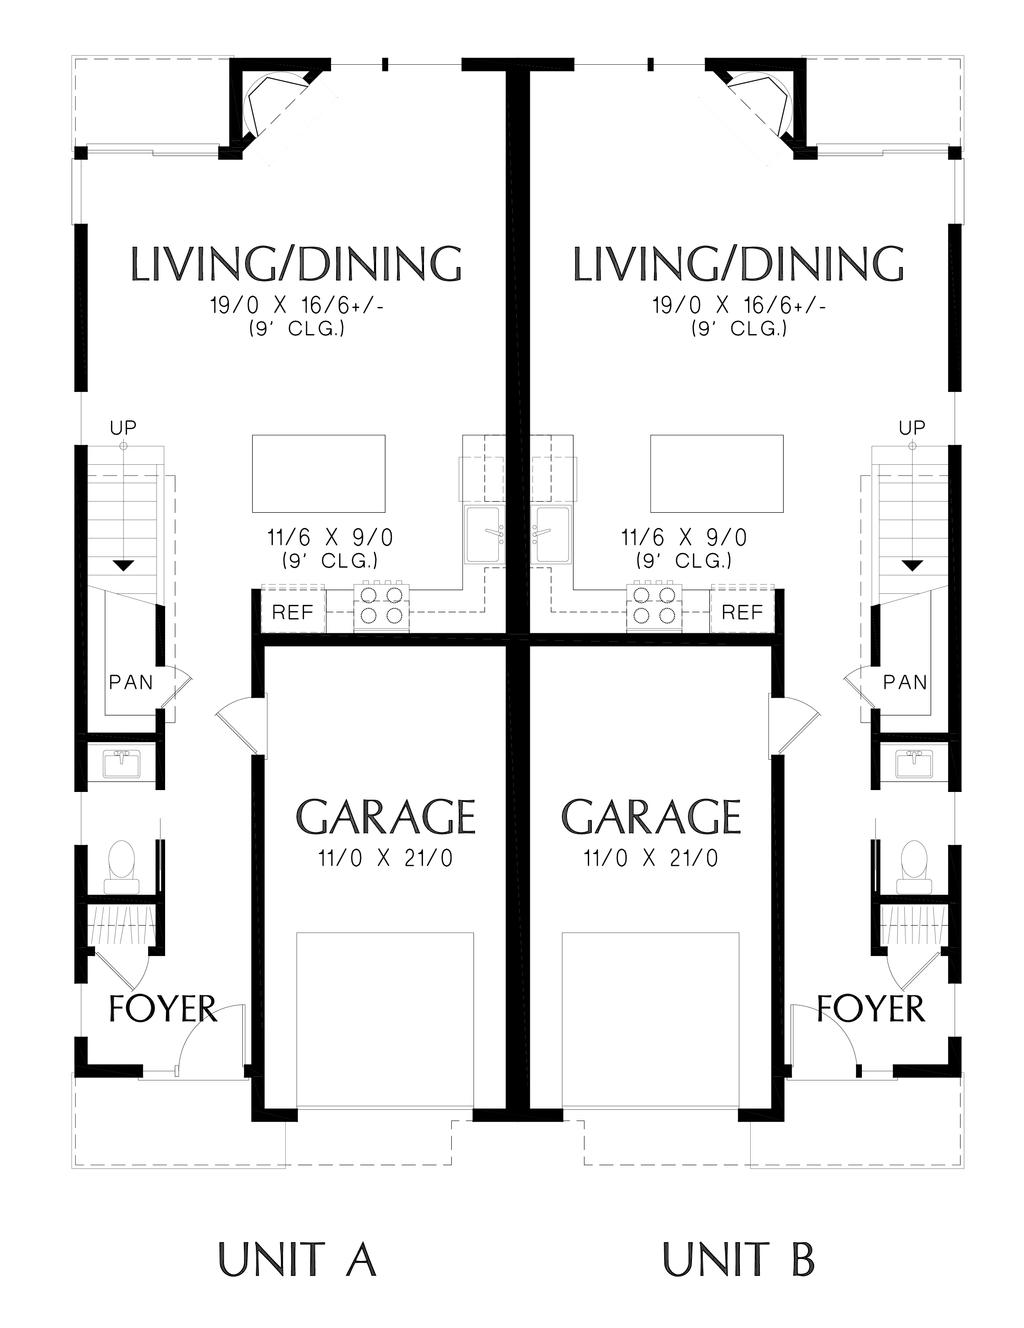 LIVING/DINING
19/0 X 16/6+/-
(9' CLG.)
LIVING/DINING
19/0 X 16/6+/-
(9' CLG.)
UP
UP
11/6 X 9/0
(9' CLG.)
11/6 X 9/0
(9' CLG.)
REF
REF
PAN
PAN
GARAGE
11/0 X 21/0
GARAGE
11/0 X 21/0
FOYER
FOYER
UNIT A
UNIT B